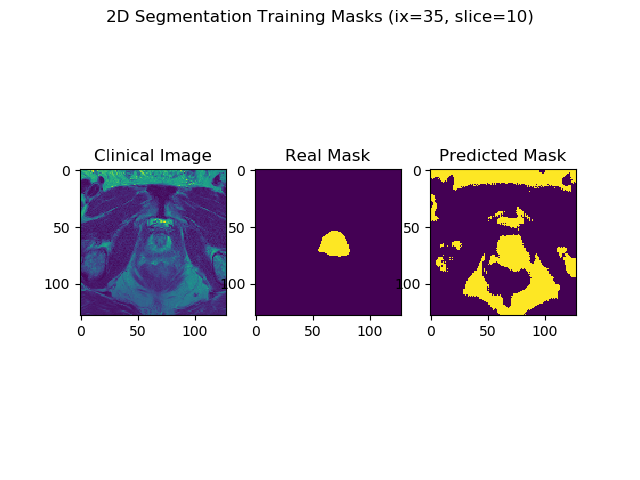 2D Segmentation Training Masks (ix=35, slice=10)
Clinical Image Real Mask Predicted Mask
0 0 0
50 50 50
100 100 100
0 50 100 0 50 100 0 50 100